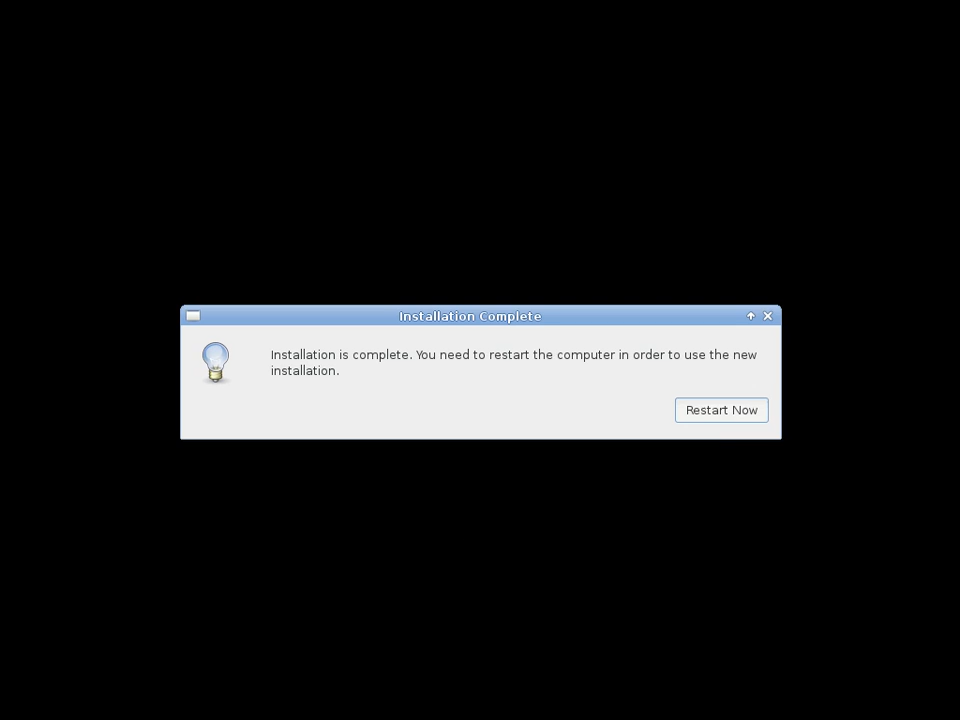 Installation Complete
Installation is complete. You need to restart the computer in order to use the new
installation.
Restart Now